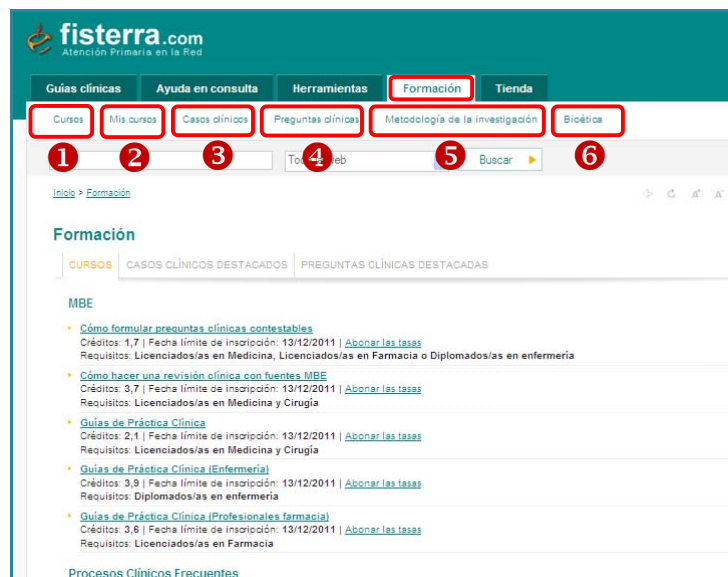 fisterra.com
Atención Primaria en la Red
Guías clínicas Ayuda en consulta Herramientas Formación Tienda
Cursos Mis cursos Casos clínicos Preguntas clínicas Metodología de la investigación Bioética
1 2 3 4 5 6
Buscar
Inicio > Formación
Formación
CURSOS CASOS CLÍNICOS DESTACADOS PREGUNTAS CLÍNICAS DESTACADAS
MBE
Cómo formular preguntas clínicas contestables
Créditos: 1,7 | Fecha límite de inscripción: 13/12/2011 | Abonar las tasas
Requisitos: Licenciados/as en Medicina, Licenciados/as en Farmacia o Diplomados/as en enfermería
Cómo hacer una revisión clínica con fuentes MBE
Créditos: 3,7 | Fecha límite de inscripción: 13/12/2011 | Abonar las tasas
Requisitos: Licenciados/as en Medicina y Cirugía
Guías de Práctica Clínica
Créditos: 2,1 | Fecha límite de inscripción: 13/12/2011 | Abonar las tasas
Requisitos: Licenciados/as en Medicina y Cirugía
Guías de Práctica Clínica (Enfermería)
Créditos: 3,9 | Fecha límite de inscripción: 13/12/2011 | Abonar las tasas
Requisitos: Diplomados/as en enfermería
Guías de Práctica Clínica (Profesionales farmacia)
Créditos: 3,6 | Fecha límite de inscripción: 13/12/2011 | Abonar las tasas
Requisitos: Licenciados/as en Farmacia
Procesos Clínicos Frecuentes